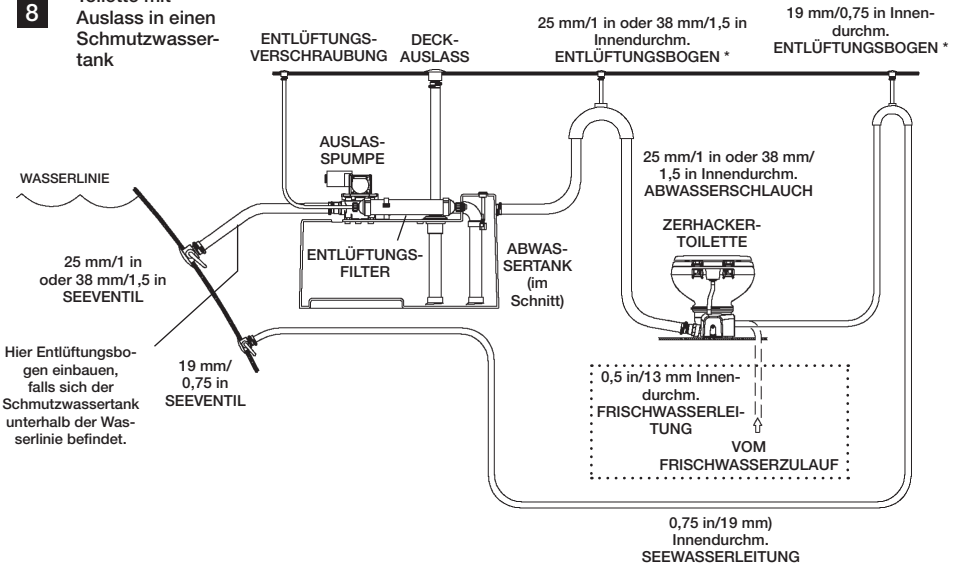 8
Toilette mit
Auslass in einen
Schmutzwasser-
tank
ENTLÜFTUNGS-
VERSCHRAUBUNG
DECK-
AUSLASS
25 mm/1 in oder 38 mm/1,5 in
Innendurchm.
ENTLÜFTUNGSBOGEN *
19 mm/0,75 in Innen-
durchm.
ENTLÜFTUNGSBOGEN *
AUSLAS-
SPUMPE
WASSERLINIE
25 mm/1 in oder 38 mm/
1,5 in Innendurchm.
ABWASSERSCHLAUCH
ZERHACKER-
TOILETTE
ENTLÜFTUNGS-
FILTER
ABWAS-
SERTANK
(im
Schnitt)
25 mm/1 in
oder 38 mm/1,5 in
SEEVENTIL
Hier Entlüftungsbo-
gen einbauen,
falls sich der
Schmutzwassertank
unterhalb der Was-
serlinie befindet.
19 mm/
0,75 in
SEEVENTIL
0,5 in/13 mm Innen-
durchm.
FRISCHWASSERLEI-
TUNG
VOM
FRISCHWASSERZULAUF
0,75 in/19 mm)
Innendurchm.
SEEWASSERLEITUNG